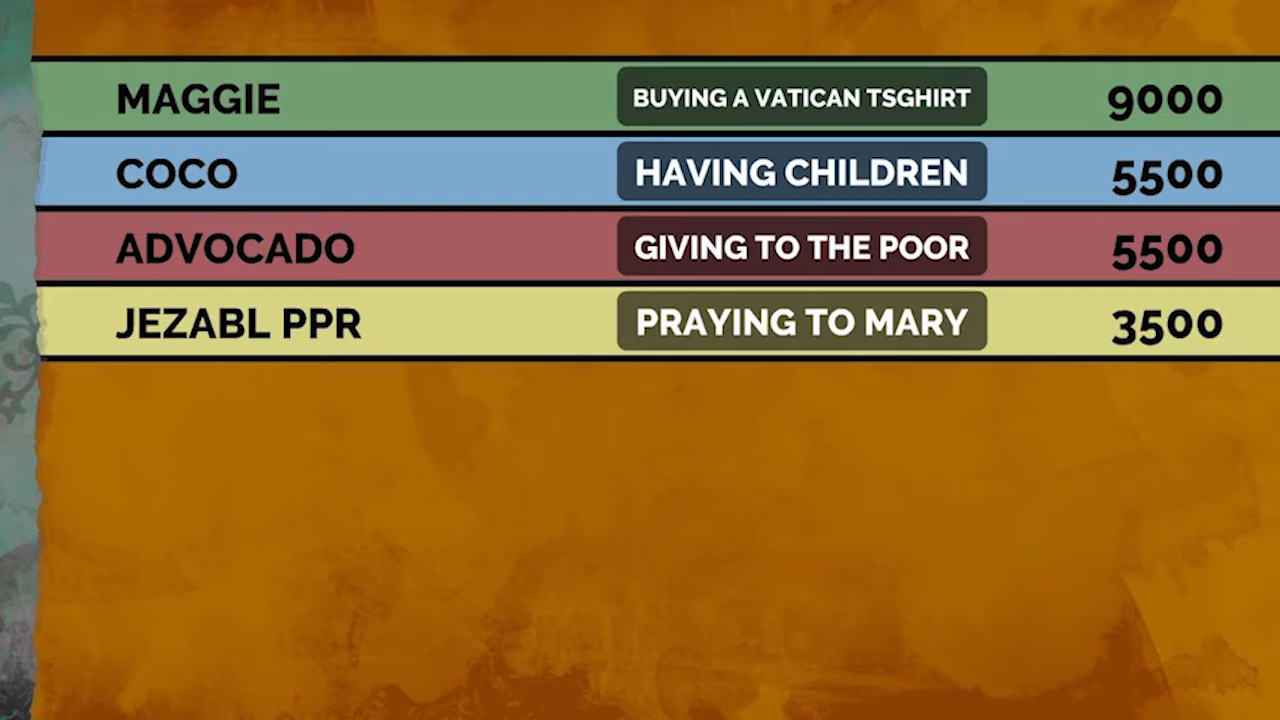 MAGGIE BUYING A VATICAN TSGHIRT 9000
COCO HAVING CHILDREN 5500
ADVOCADO GIVING TO THE POOR 5500
JEZABL PPR PRAYING TO MARY 3500